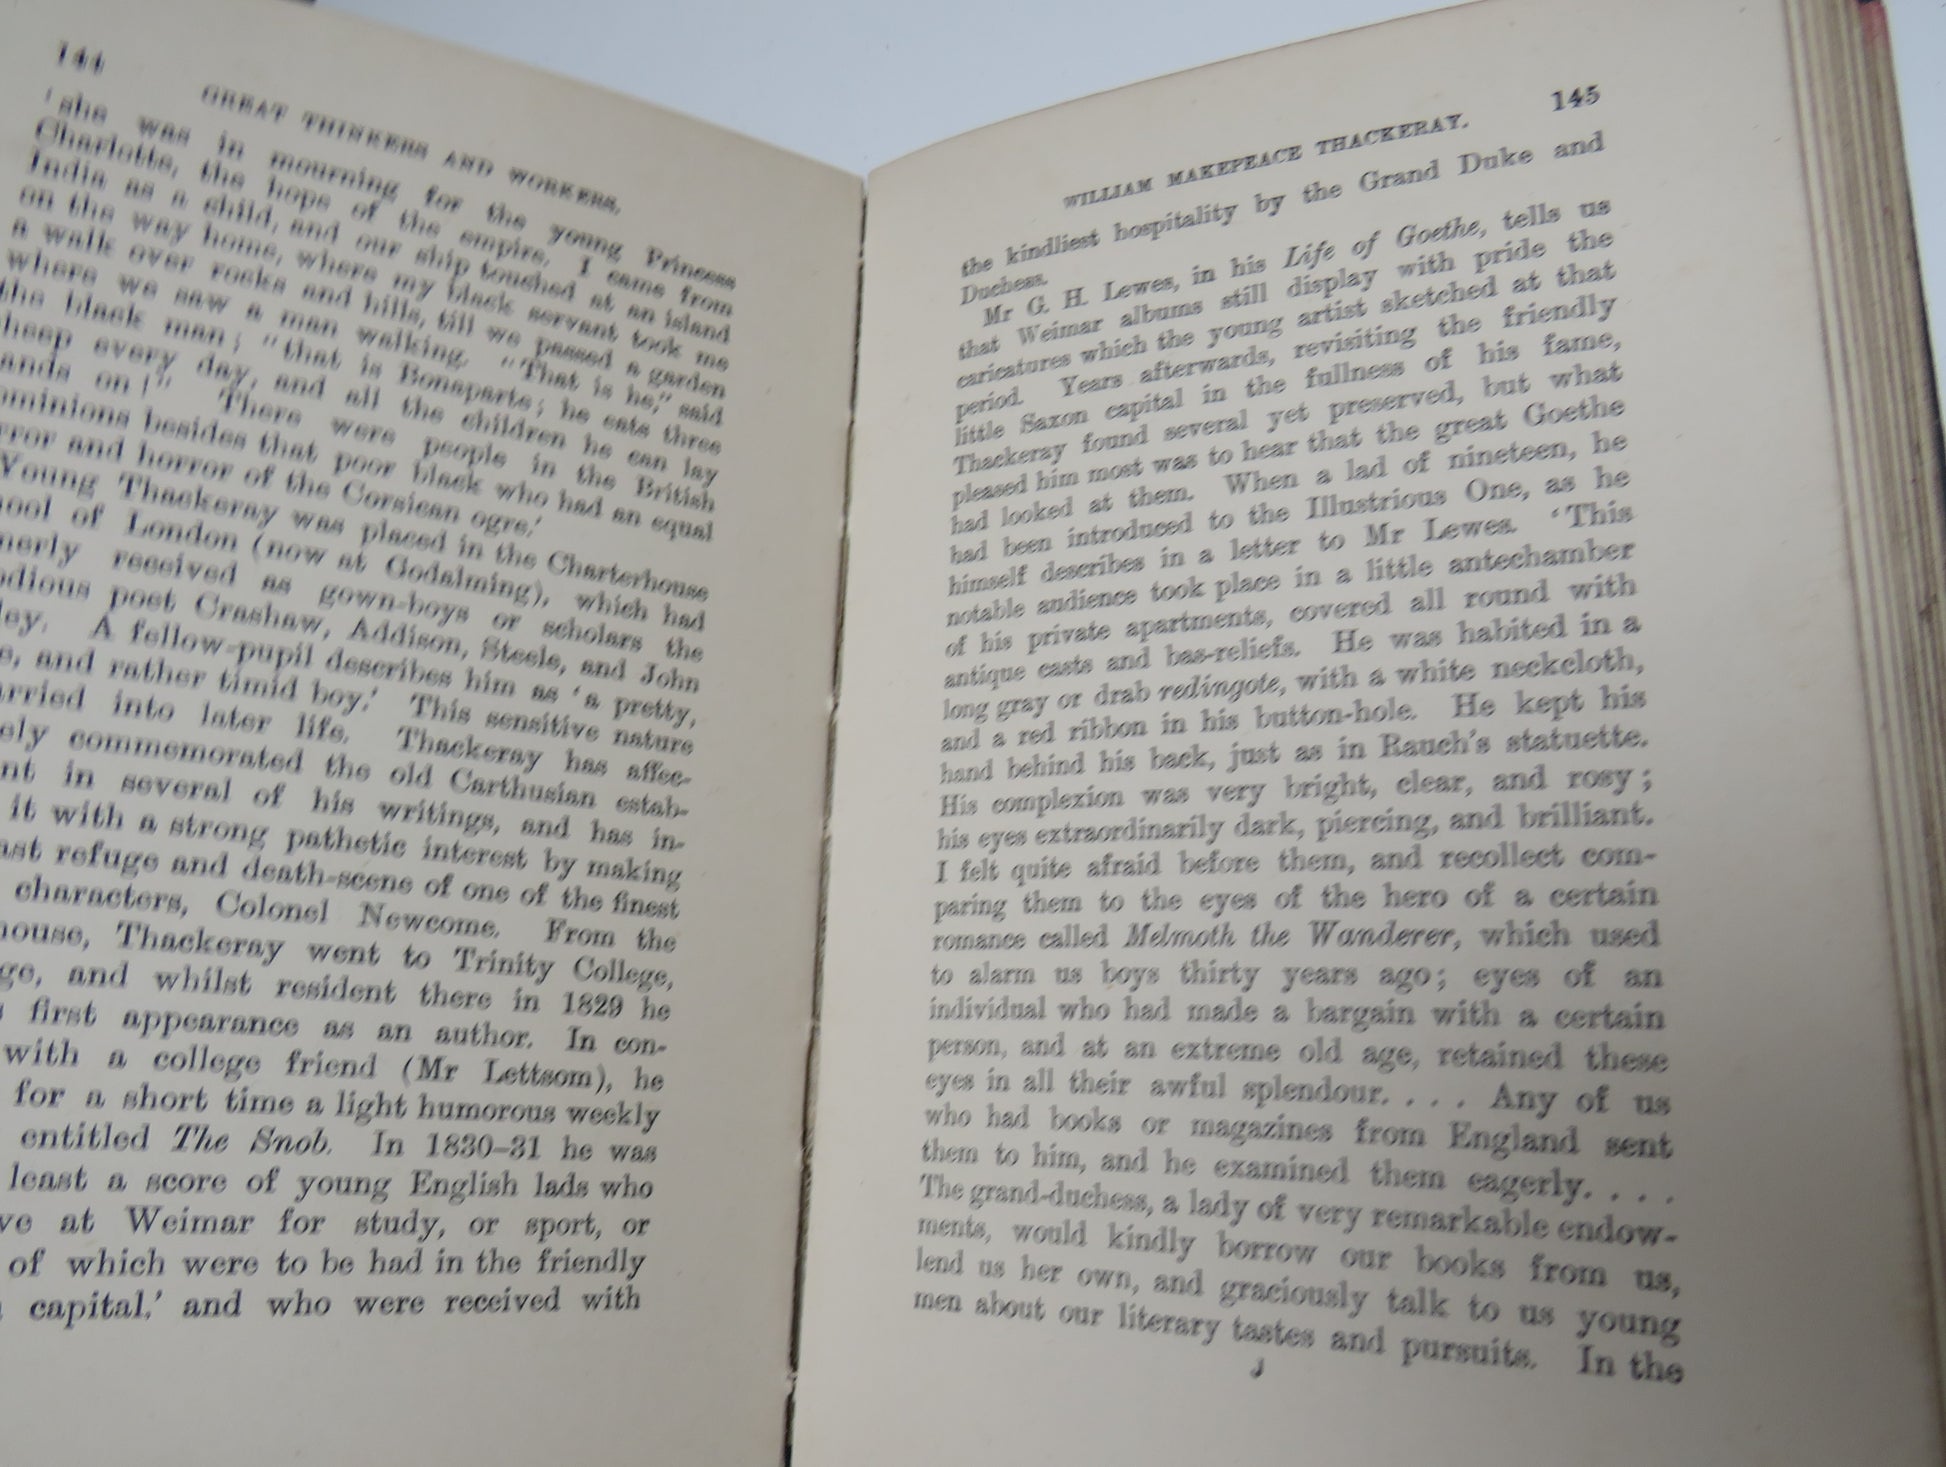 144
GREAT THINKERS AND WORKERS.
'she was in mourning for the young Princess
Charlotte, the hope of the empire. I came from
India as a child, and our ship touched at an island
on the way home, where my black servant took me
a walk over rocks and hills, till we passed a garden
where we saw a man walking. "That is he," said
the black man; "that is Bonaparte; he eats three
heep every day, and all the children he can lay
ands on!" There were people in the British
ominions besides that poor black who had an equal
rror and horror of the Corsican ogre.'
Young Thackeray was placed in the Charterhouse
hool of London (now at Godalming), which had
merly received as gown-boys or scholars the
odious poet Crashaw, Addison, Steele, and John
ley. A fellow-pupil describes him as 'a pretty,
e, and rather timid boy.' This sensitive nature
arried into later life. Thackeray has affec-
ely commemorated the old Carthusian estab-
nt in several of his writings, and has in-
it with a strong pathetic interest by making
ast refuge and death-scene of one of the finest
characters, Colonel Newcome. From the
house, Thackeray went to Trinity College,
ge, and whilst resident there in 1829 he
s first appearance as an author. In con-
with a college friend (Mr Lettsom), he
for a short time a light humorous weekly
entitled The Snob. In 1830-31 he was
least a score of young English lads who
ve at Weimar for study, or sport, or
of which were to be had in the friendly
capital,' and who were received with
WILLIAM MAKEPEACE THACKERAY. 145
the kindliest hospitality by the Grand Duke and
Duchess.
Mr G. H. Lewes, in his Life of Goethe, tells us
that Weimar albums still display with pride the
caricatures which the young artist sketched at that
period. Years afterwards, revisiting the friendly
little Saxon capital in the fullness of his fame,
Thackeray found several yet preserved, but what
pleased him most was to hear that the great Goethe
had looked at them. When a lad of nineteen, he
had been introduced to the Illustrious One, as he
himself describes in a letter to Mr Lewes. 'This
notable audience took place in a little antechamber
of his private apartments, covered all round with
antique casts and bas-reliefs. He was habited in a
long gray or drab redingote, with a white neckcloth,
and a red ribbon in his button-hole. He kept his
hand behind his back, just as in Rauch's statuette.
His complexion was very bright, clear, and rosy;
his eyes extraordinarily dark, piercing, and brilliant.
I felt quite afraid before them, and recollect com-
paring them to the eyes of the hero of a certain
romance called Melmoth the Wanderer, which used
to alarm us boys thirty years ago; eyes of an
individual who had made a bargain with a certain
person, and at an extreme old age, retained these
eyes in all their awful splendour. . . . Any of us
who had books or magazines from England sent
them to him, and he examined them eagerly. . . .
The grand-duchess, a lady of very remarkable endow-
ments, would kindly borrow our books from us,
lend us her own, and graciously talk to us young
men about our literary tastes and pursuits. In the
J